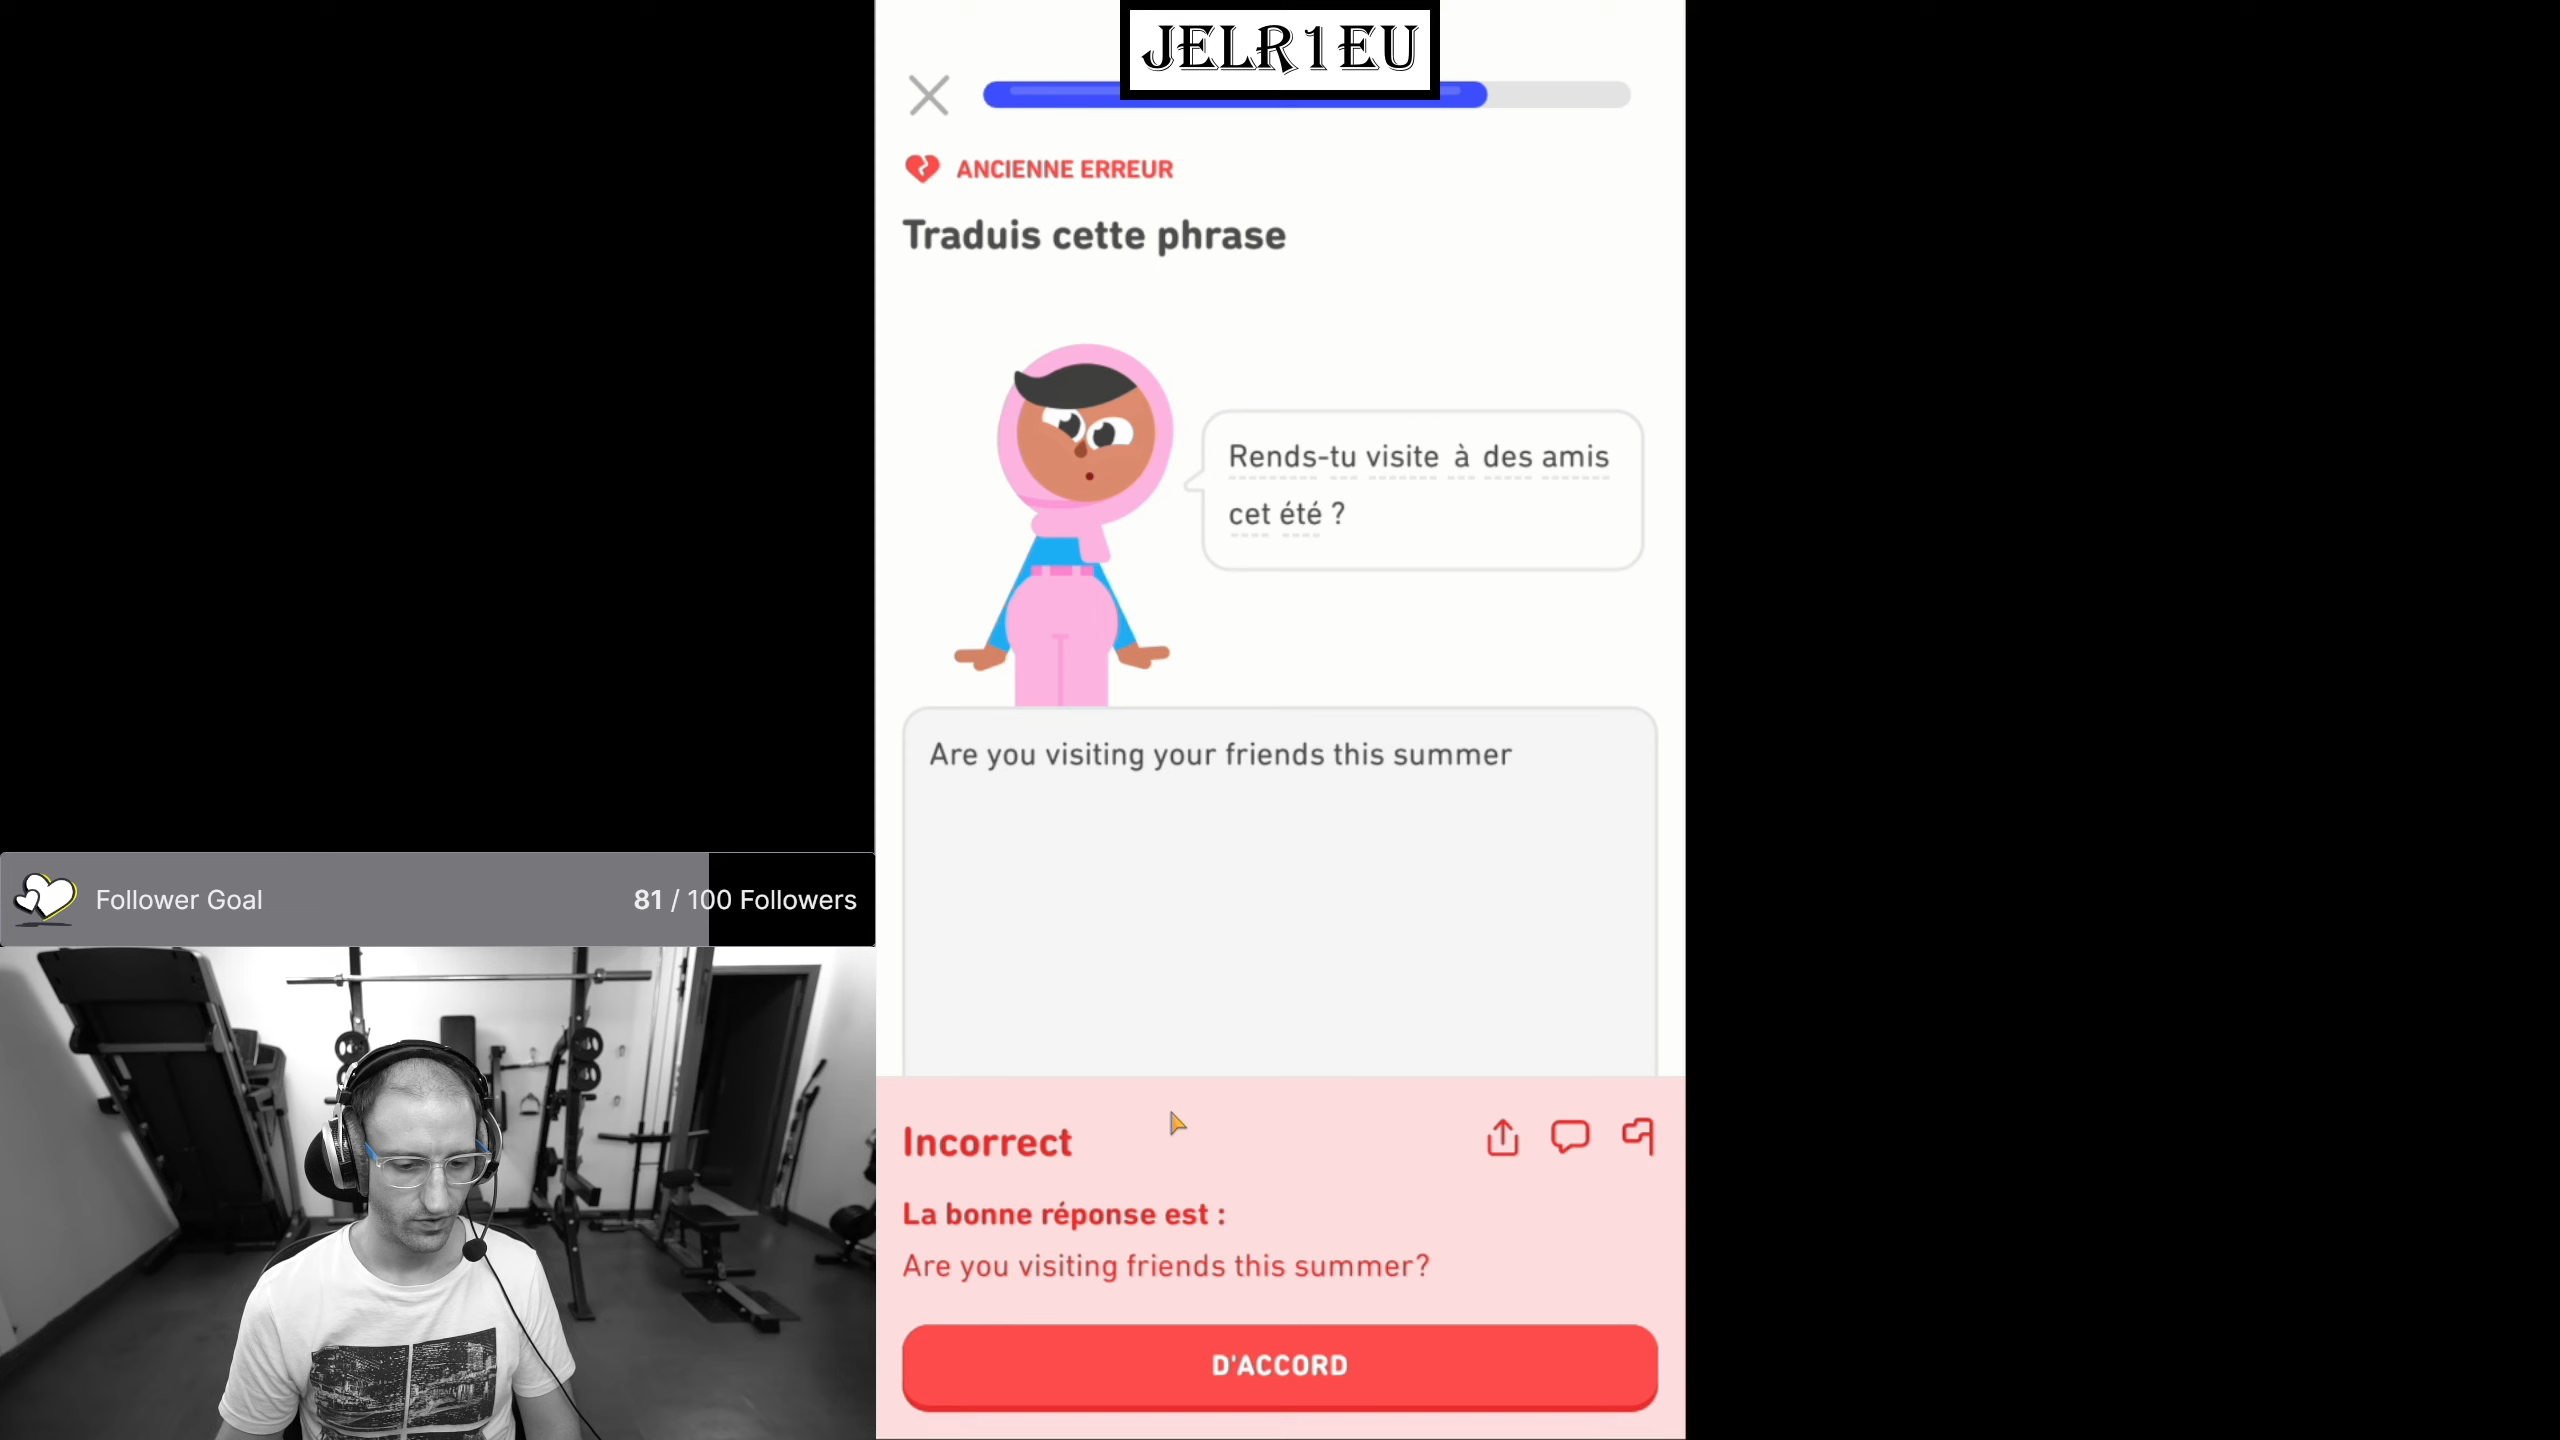 JELR1EU
ANCIENNE ERREUR
Traduis cette phrase
Rends-tu visite à des amis
cet été ?
Are you visiting your friends this summer
Follower Goal
81 / 100 Followers
Incorrect
La bonne réponse est :
Are you visiting friends this summer?
D'ACCORD